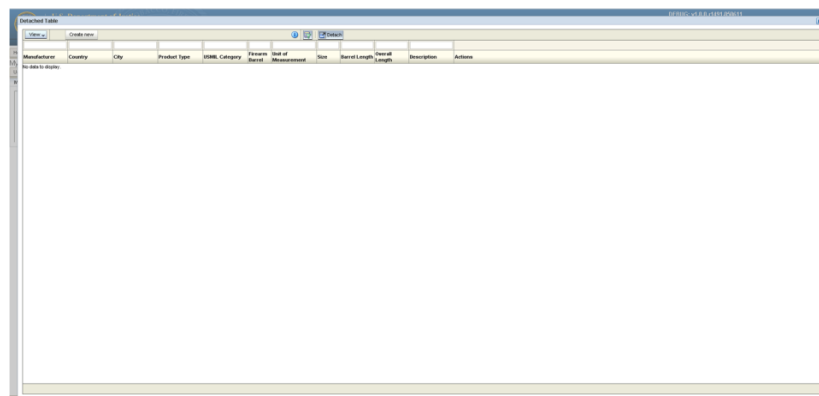 Detached Table
View
Create new
Detach
Manufacturer Country City Product Type USMIL Category Firearm Barrel Unit of Measurement Size Barrel Length Overall Length Description Actions
No data to display.